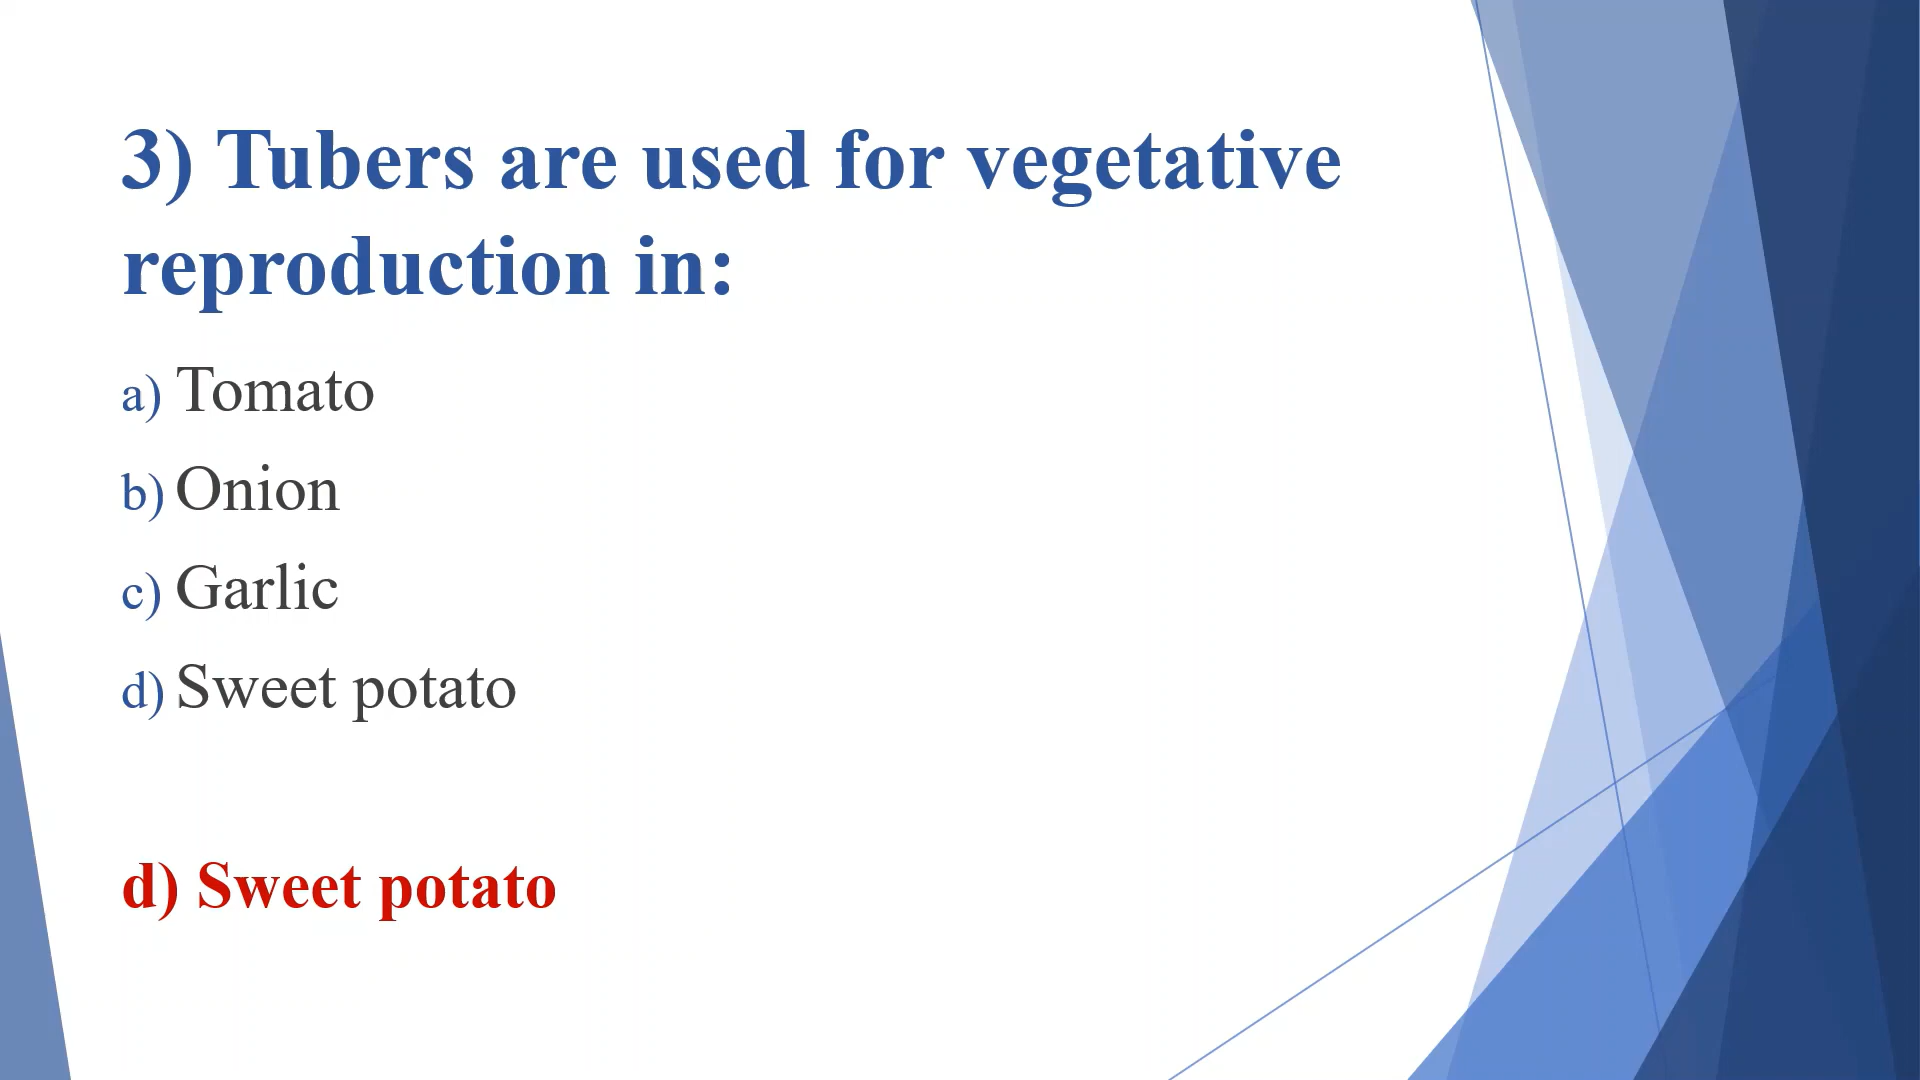 3) Tubers are used for vegetative
reproduction in:
a) Tomato
b) Onion
c) Garlic
d) Sweet potato
d) Sweet potato